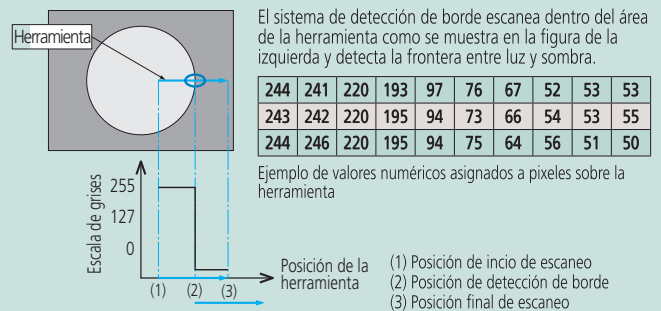 Herramienta
El sistema de detección de borde escanea dentro del área
de la herramienta como se muestra en la figura de la
izquierda y detecta la frontera entre luz y sombra.
244 241 220 193 97 76 67 52 53 53
243 242 220 195 94 73 66 54 53 55
244 246 220 195 94 75 64 56 51 50
Ejemplo de valores numéricos asignados a pixeles sobre la
herramienta
Escala de grises
255
127
0
(1) (2) (3)
Posición de la
herramienta
(1) Posición de incio de escaneo
(2) Posición de detección de borde
(3) Posición final de escaneo